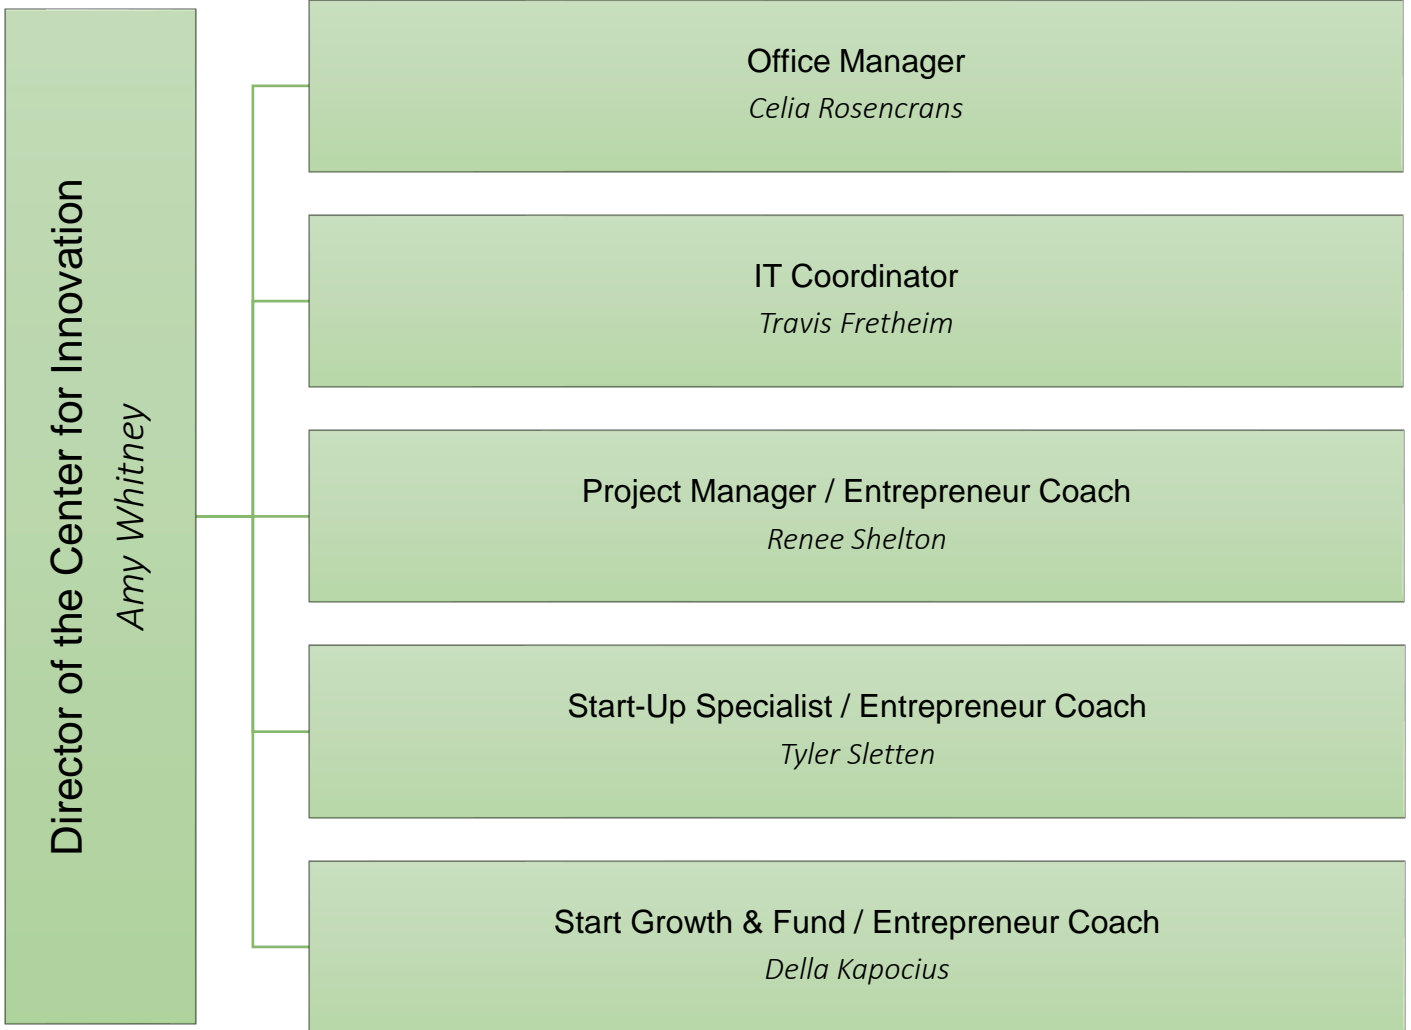 Director of the Center for Innovation
Amy Whitney
Office Manager
Celia Rosencrans
IT Coordinator
Travis Fretheim
Project Manager / Entrepreneur Coach
Renee Shelton
Start-Up Specialist / Entrepreneur Coach
Tyler Sletten
Start Growth & Fund / Entrepreneur Coach
Della Kapocius